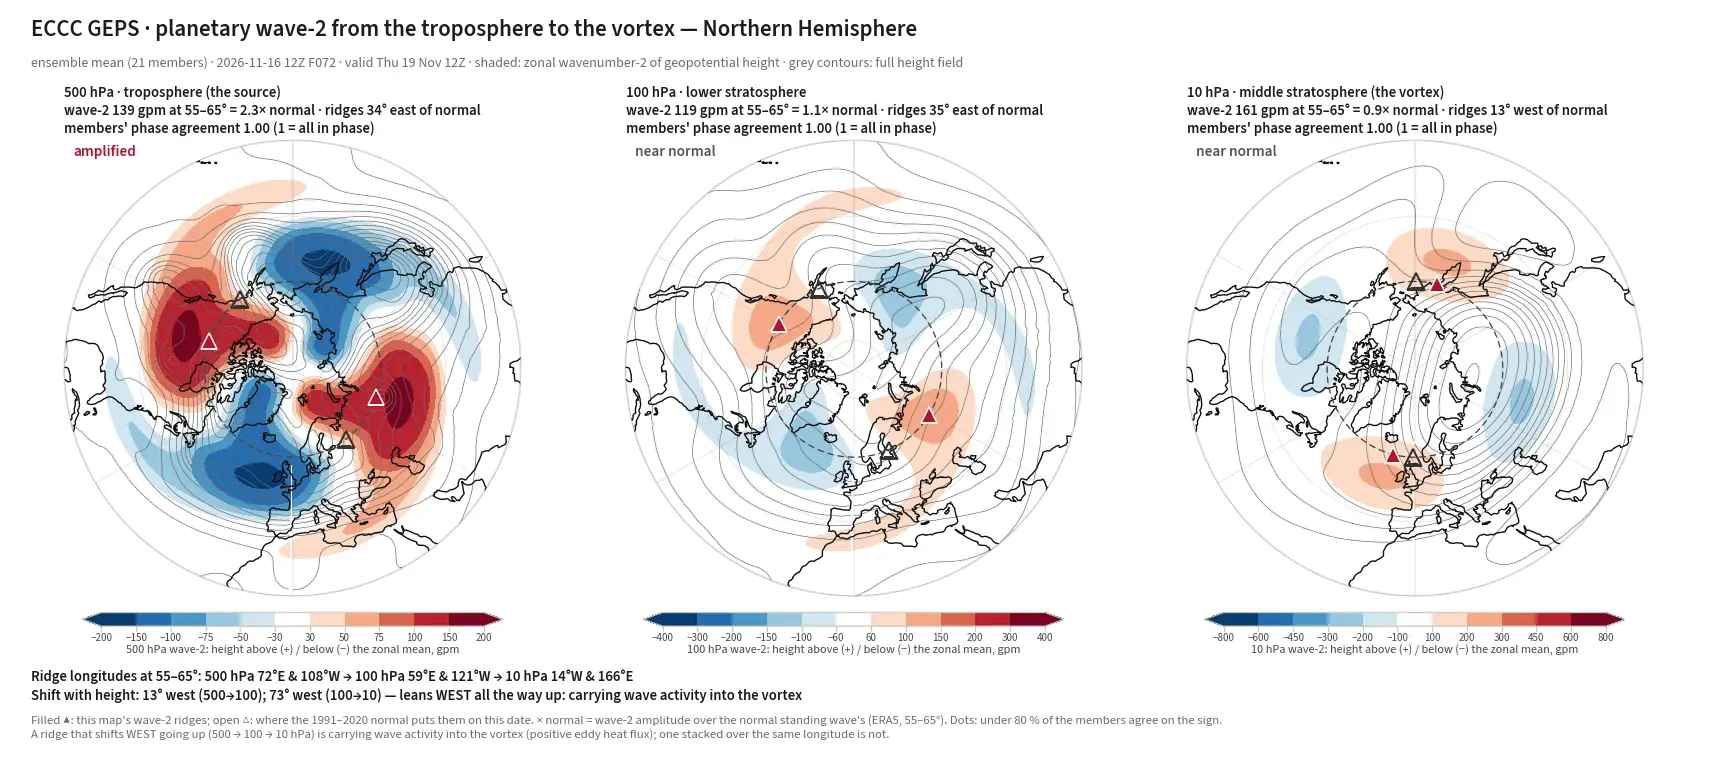 ECCC GEPS · planetary wave-2 from the troposphere to the vortex — Northern Hemisphere
ensemble mean (21 members) · 2026-11-16 12Z F072 · valid Thu 19 Nov 12Z · shaded: zonal wavenumber-2 of geopotential height · grey contours: full height field
500 hPa · troposphere (the source)
wave-2 139 gpm at 55–65° = 2.3× normal · ridges 34° east of normal
members' phase agreement 1.00 (1 = all in phase)
amplified
100 hPa · lower stratosphere
wave-2 119 gpm at 55–65° = 1.1× normal · ridges 35° east of normal
members' phase agreement 1.00 (1 = all in phase)
near normal
10 hPa · middle stratosphere (the vortex)
wave-2 161 gpm at 55–65° = 0.9× normal · ridges 13° west of normal
members' phase agreement 1.00 (1 = all in phase)
near normal
−200 −150 −100 −75 −50 −30 30 50 75 100 150 200
500 hPa wave-2: height above (+) / below (−) the zonal mean, gpm
−400 −300 −200 −150 −100 −60 60 100 150 200 300 400
100 hPa wave-2: height above (+) / below (−) the zonal mean, gpm
−800 −600 −450 −300 −200 −100 100 200 300 450 600 800
10 hPa wave-2: height above (+) / below (−) the zonal mean, gpm
Ridge longitudes at 55–65°: 500 hPa 72°E & 108°W → 100 hPa 59°E & 121°W → 10 hPa 14°W & 166°E
Shift with height: 13° west (500→100); 73° west (100→10) — leans WEST all the way up: carrying wave activity into the vortex
Filled ▲: this map's wave-2 ridges; open △: where the 1991–2020 normal puts them on this date. × normal = wave-2 amplitude over the normal standing wave's (ERA5, 55–65°). Dots: under 80 % of the members agree on the sign.
A ridge that shifts WEST going up (500 → 100 → 10 hPa) is carrying wave activity into the vortex (positive eddy heat flux); one stacked over the same longitude is not.